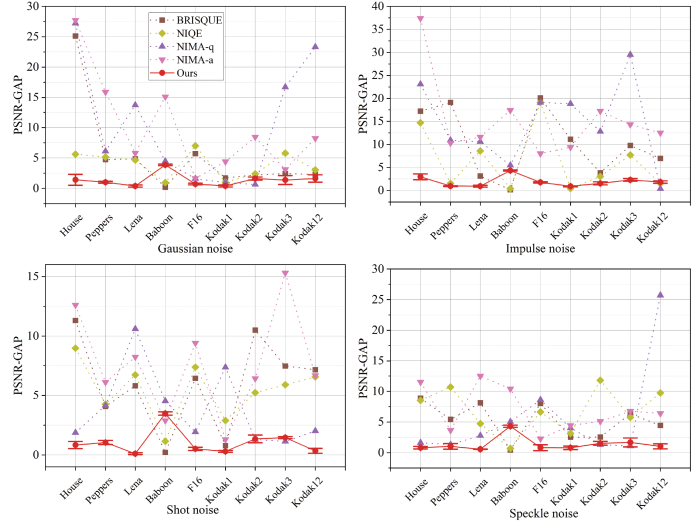 30
25
20
15
10
5
0
PSNR-GAP
BRISQUE
NIQE
NIMA-q
NIMA-a
Ours
House
Peppers
Lena
Baboon
F16
Kodak1
Kodak2
Kodak3
Kodak12
Gaussian noise
40
35
30
25
20
15
10
5
0
PSNR-GAP
House
Peppers
Lena
Baboon
F16
Kodak1
Kodak2
Kodak3
Kodak12
Impulse noise
15
10
5
0
PSNR-GAP
House
Peppers
Lena
Baboon
F16
Kodak1
Kodak2
Kodak3
Kodak12
Shot noise
30
25
20
15
10
5
0
PSNR-GAP
House
Peppers
Lena
Baboon
F16
Kodak1
Kodak2
Kodak3
Kodak12
Speckle noise